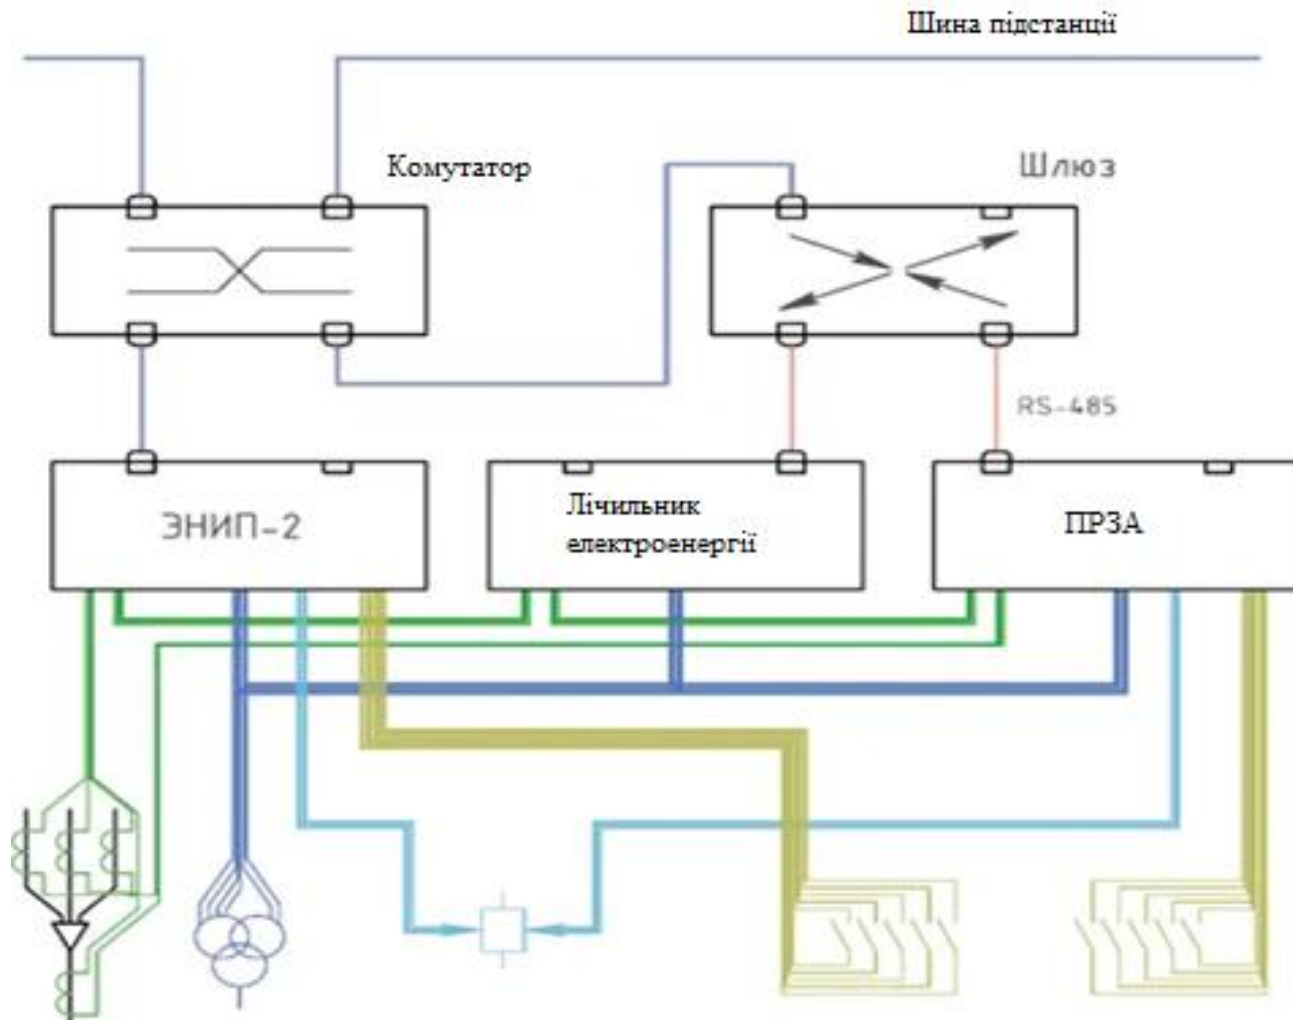 Шина підстанції
Комутатор
Шлюз
RS-485
ЭНИП-2
Лічильник
електроенергії
ПРЗА